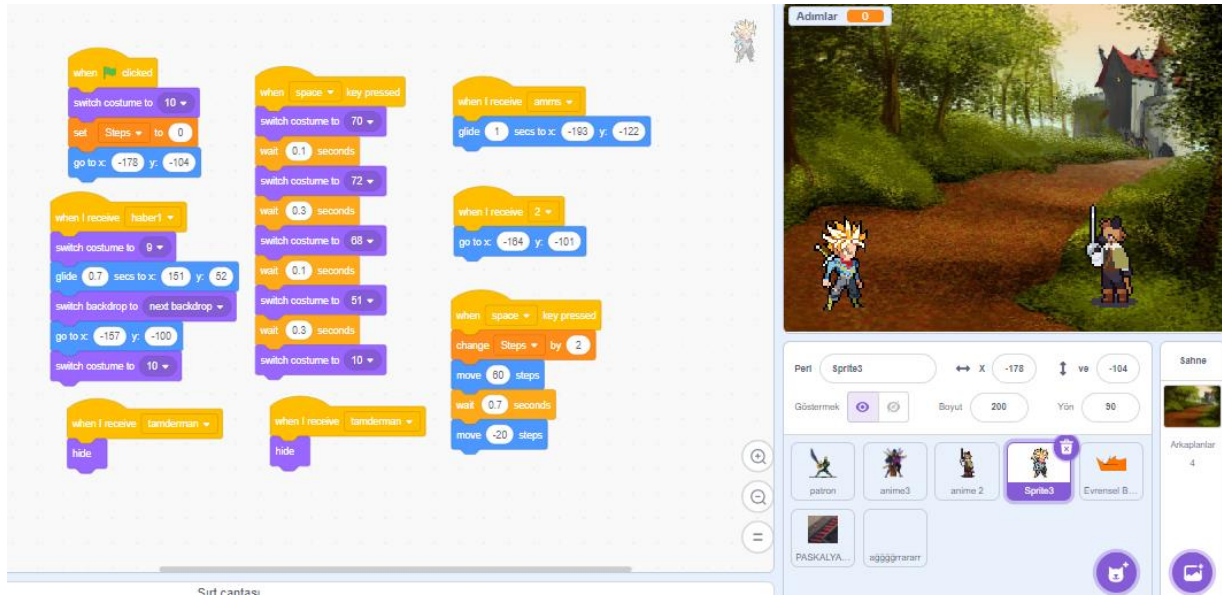 when clicked
switch costume to 10
set Steps to 0
go to x: -178 y: -104
when I receive haber1
switch costume to 9
glide 0.7 secs to x: 151 y: 52
switch backdrop to next backdrop
go to x: -157 y: -100
switch costume to 10
when I receive tamderman
hide
when space key pressed
switch costume to 70
wait 0.1 seconds
switch costume to 72
wait 0.3 seconds
switch costume to 68
wait 0.1 seconds
switch costume to 51
wait 0.3 seconds
switch costume to 10
when I receive tamderman
hide
when I receive amms
glide 1 secs to x: -193 y: -122
when I receive 2
go to x: -164 y: -101
when space key pressed
change Steps by 2
move 60 steps
wait 0.7 seconds
move -20 steps
Sırt çantası
Adımlar 0
Peri Sprite3 X -178 ve -104
Göstermek Boyut 200 Yön 90
patron anime3 anime 2 Sprite3 Evrensel B...
PASKALYA... ağğğrrararr
Sahne
Arkaplanlar
4